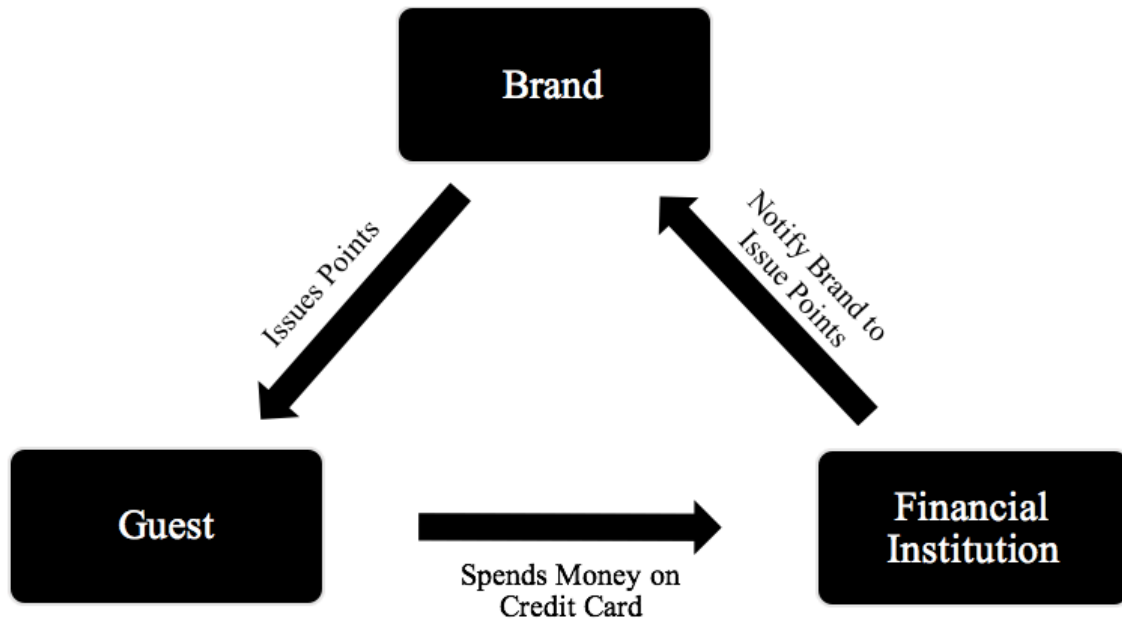 Brand
Issues Points
Notify Brand to
Issue Points
Guest
Spends Money on
Credit Card
Financial
Institution